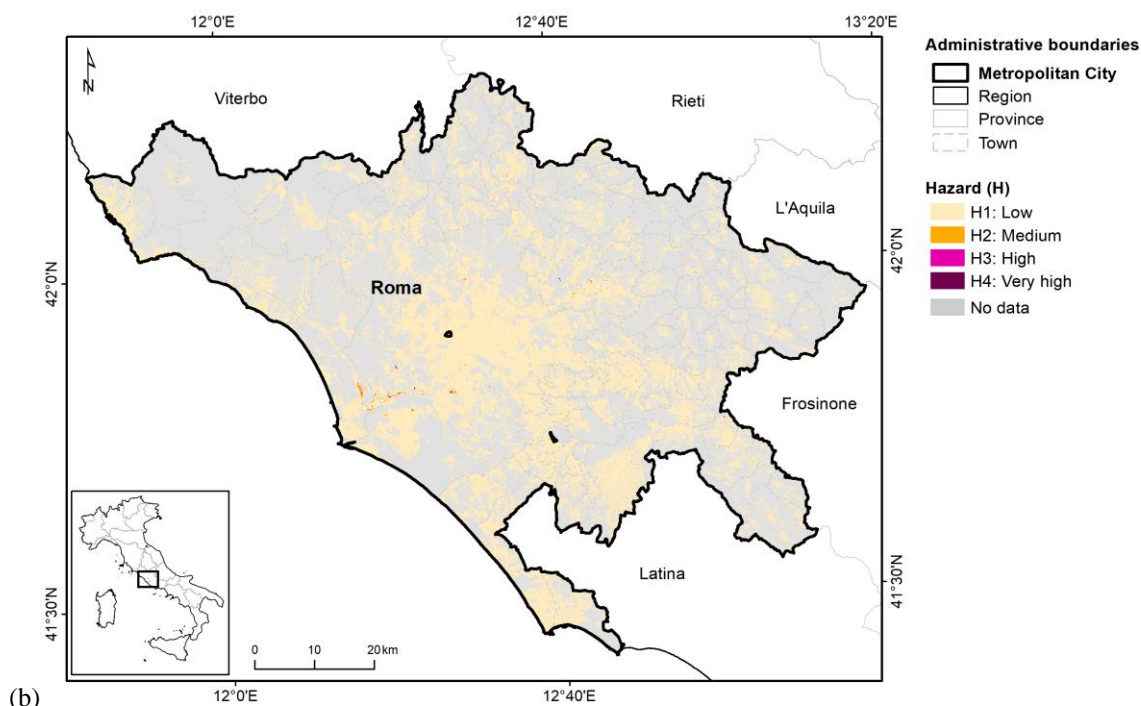 12°0'E
12°40'E
13°20'E
N
Viterbo
Rieti
L'Aquila
42°0'N
42°0'N
Roma
Frosinone
Latina
41°30'N
41°30'N
0
10
20 km
12°0'E
12°40'E
(b)
Administrative boundaries
Metropolitan City
Region
Province
Town
Hazard (H)
H1: Low
H2: Medium
H3: High
H4: Very high
No data